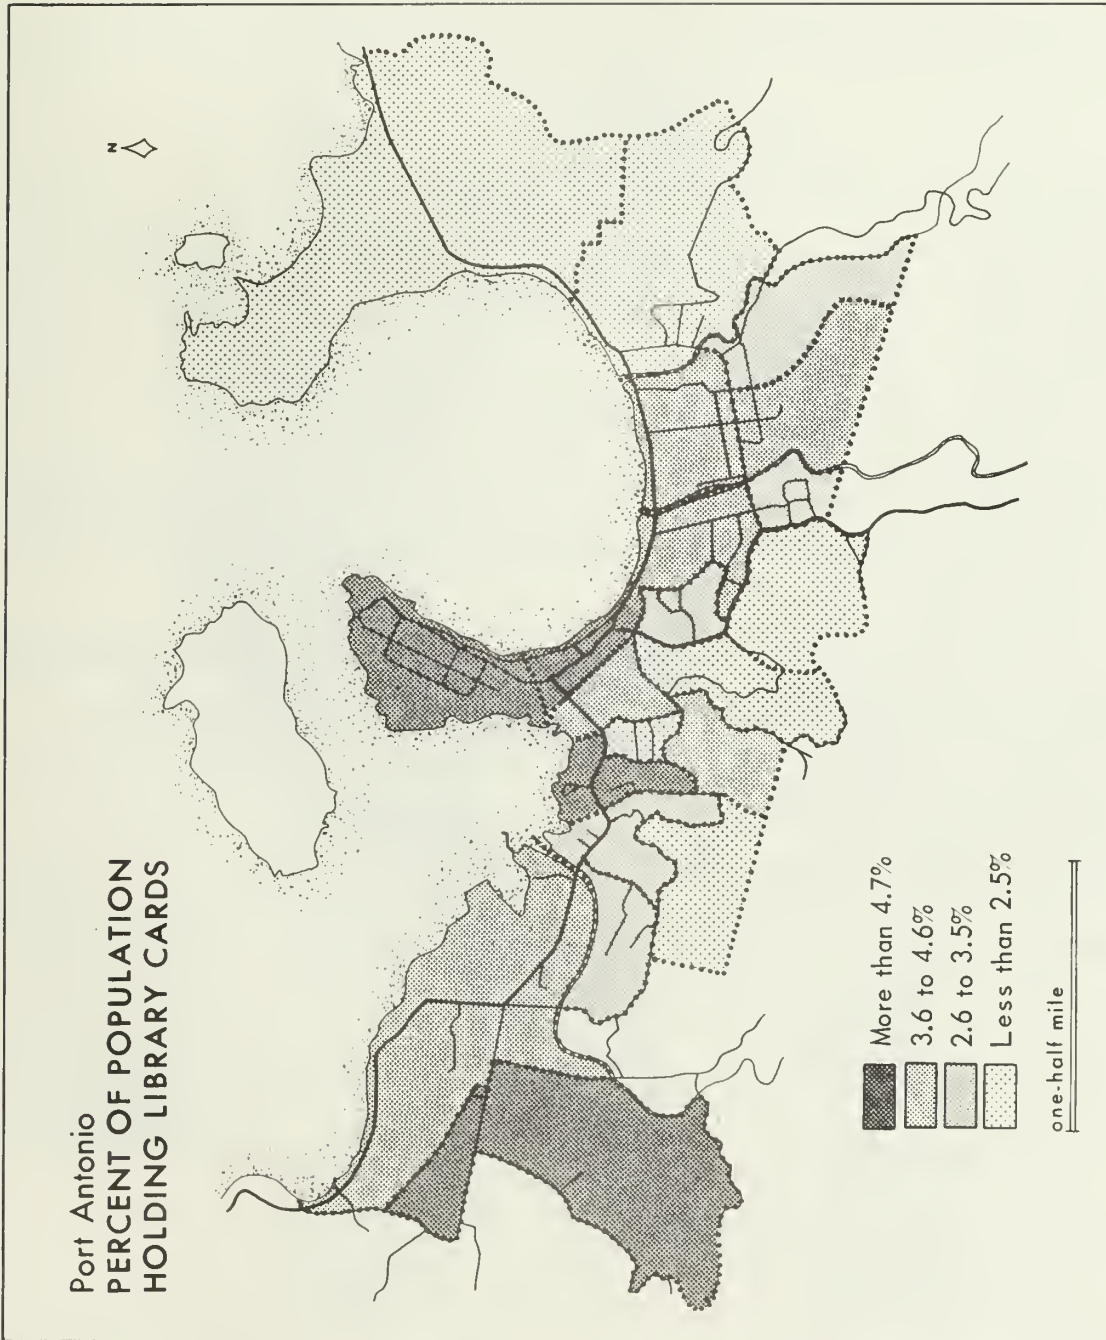 Port Antonio
PERCENT OF POPULATION
HOLDING LIBRARY CARDS
N
More than 4.7%
3.6 to 4.6%
2.6 to 3.5%
Less than 2.5%
one-half mile